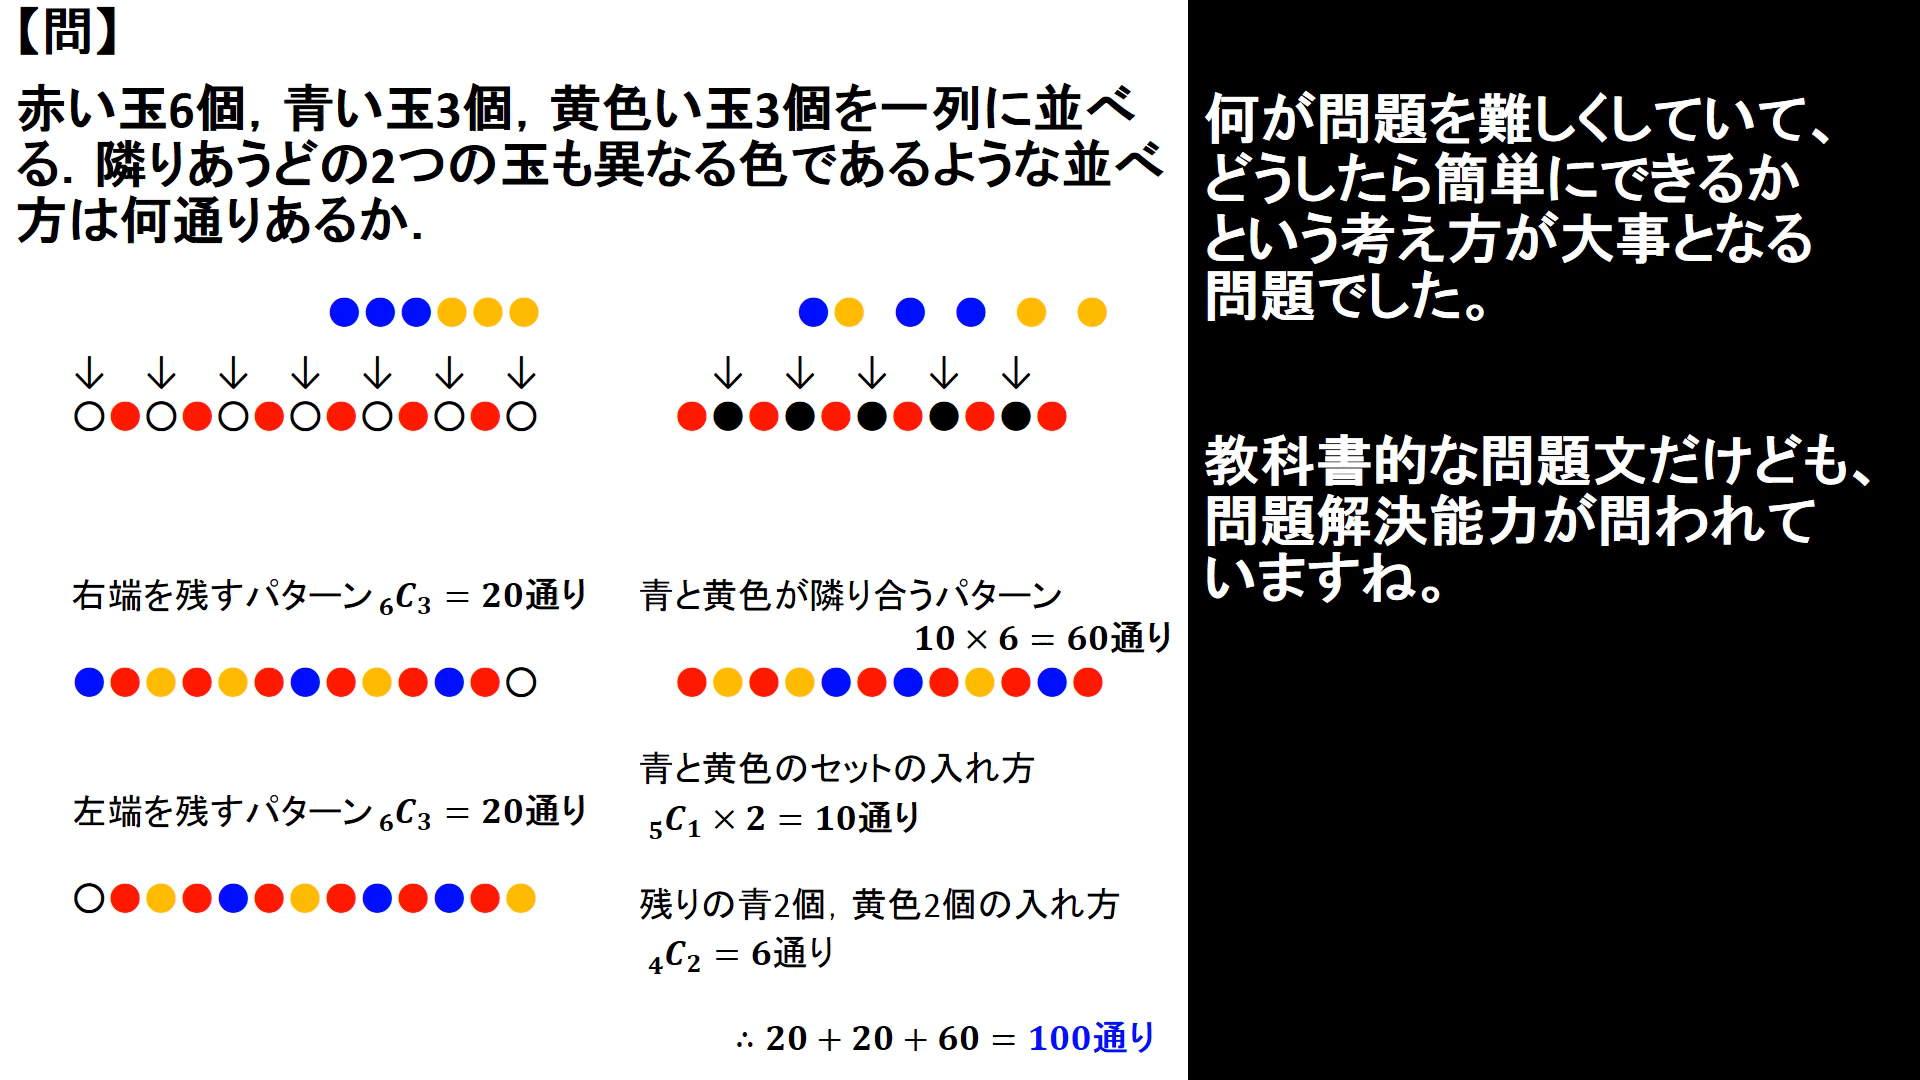 【問】
赤い玉6個，青い玉3個，黄色い玉3個を一列に並べ
る．隣りあうどの2つの玉も異なる色であるような並べ
方は何通りあるか．
↓ ↓ ↓ ↓ ↓ ↓ ↓
↓ ↓ ↓ ↓ ↓
右端を残すパターン ₆C₃ = 20通り
左端を残すパターン ₆C₃ = 20通り
青と黄色が隣り合うパターン
10 × 6 = 60通り
青と黄色のセットの入れ方
₅C₁ × 2 = 10通り
残りの青2個，黄色2個の入れ方
₄C₂ = 6通り
∴ 20 + 20 + 60 = 100通り
何が問題を難しくしていて、
どうしたら簡単にできるか
という考え方が大事となる
問題でした。
教科書的な問題文だけども、
問題解決能力が問われて
いますね。